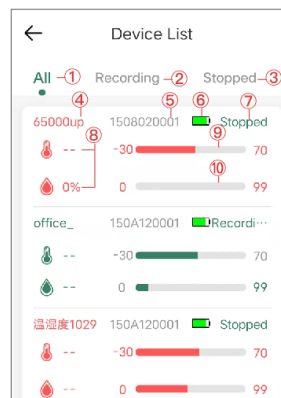 ← Device List
All ① Recording ② Stopped ③
④ ⑤ ⑥ ⑦
65000up 1508020001 Stopped
⑧ ⑨
-- -30 70
⑩
0% 0 99
office_ 150A120001 Recordi...
-- -30 70
-- 0 99
温湿度1029 150A120001 Stopped
-- -30 70
-- 0 99